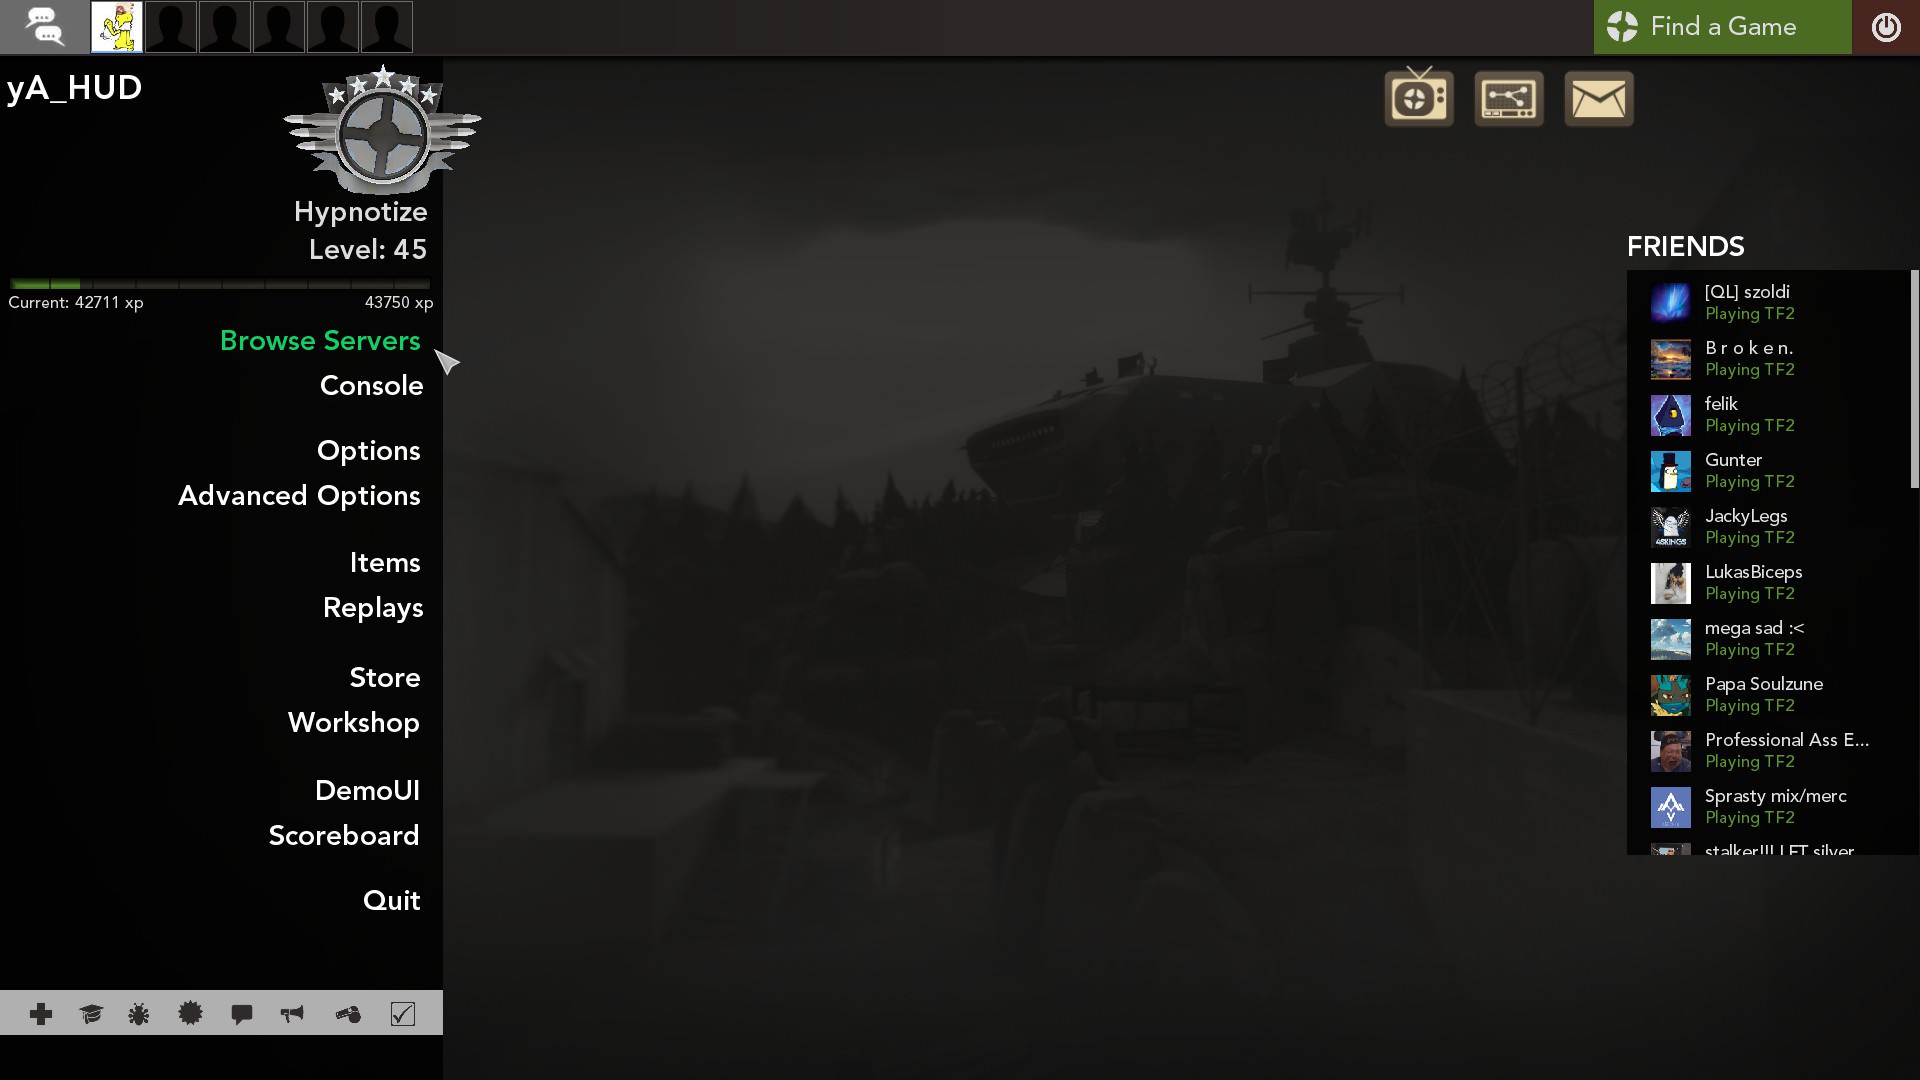 Find a Game
yA_HUD
Hypnotize
Level: 45
Current: 42711 xp
43750 xp
Browse Servers
Console
Options
Advanced Options
Items
Replays
Store
Workshop
DemoUI
Scoreboard
Quit
FRIENDS
[QL] szoldi
Playing TF2
B r o k e n.
Playing TF2
felik
Playing TF2
Gunter
Playing TF2
JackyLegs
Playing TF2
LukasBiceps
Playing TF2
mega sad :<
Playing TF2
Papa Soulzune
Playing TF2
Professional Ass E...
Playing TF2
Sprasty mix/merc
Playing TF2
stalker!!! LFT silver